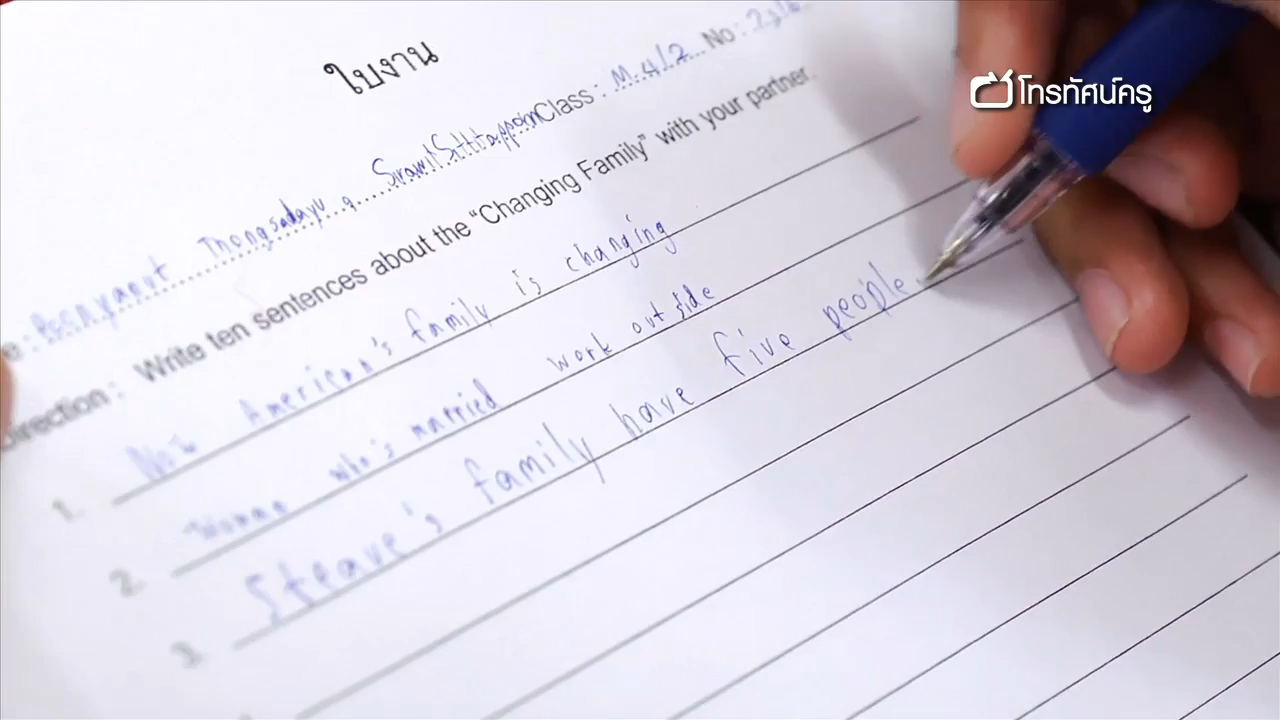 โทรทัศน์ครู
ใบงาน
Thongsadayu Class : M.4/2 No :
Direction : Write ten sentences about the “Changing Family” with your partner.
1. Now American's family is changing
2. Woman who's married work outside
3. Steave's family have five people.